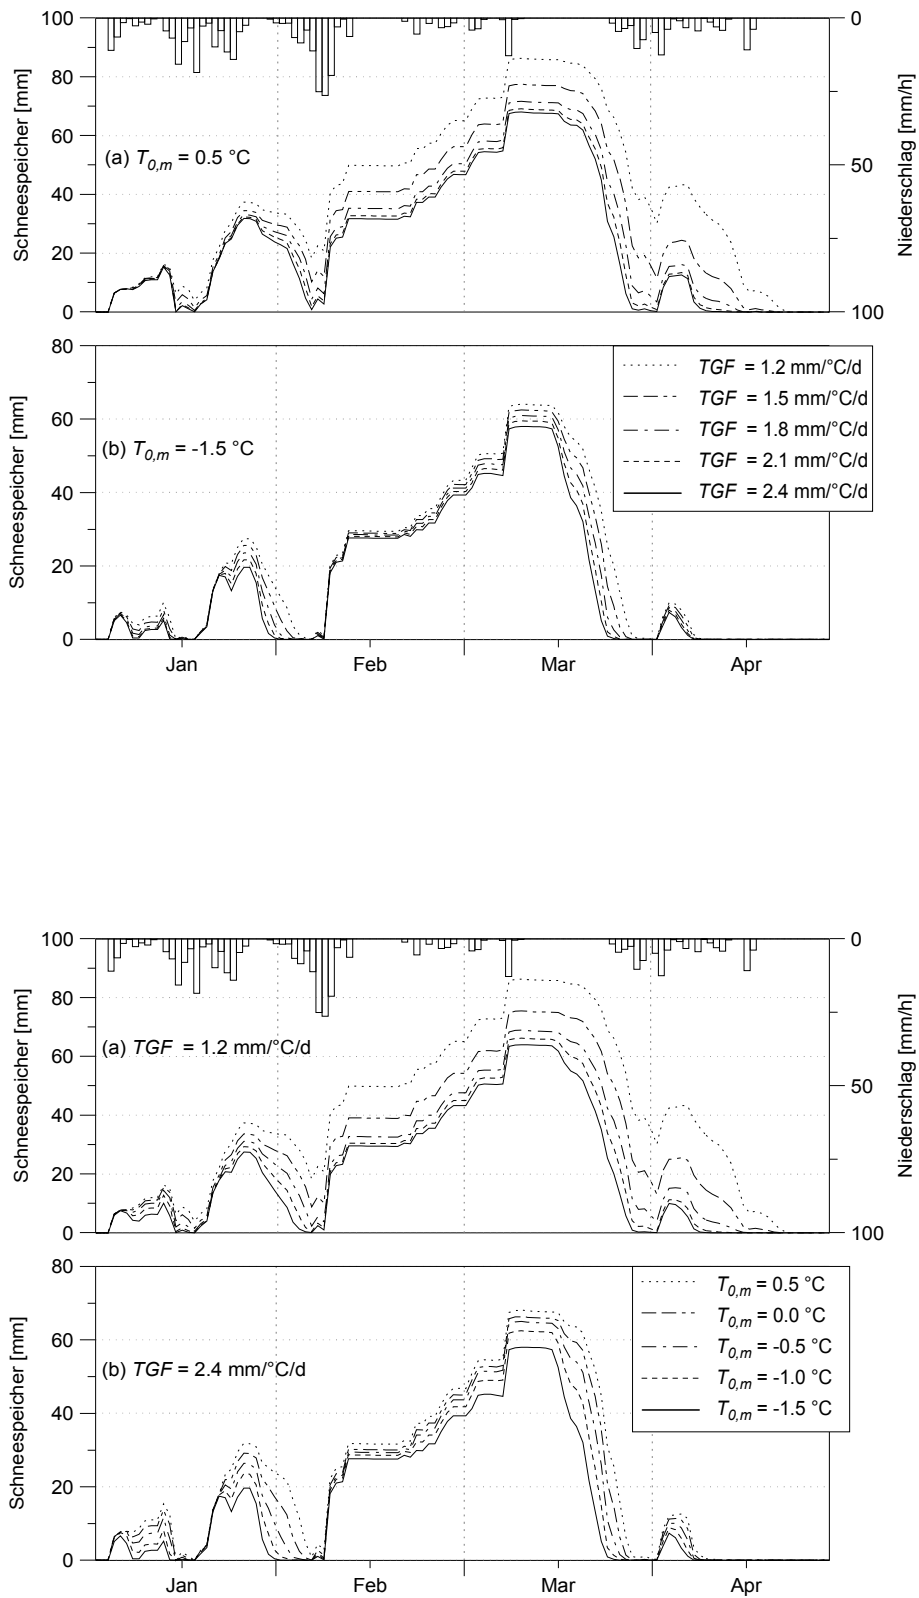 100
80
60
40
20
0
Schneespeicher [mm]
(a) T0,m = 0.5 °C
0
50
100
Niederschlag [mm/h]
80
60
40
20
0
Schneespeicher [mm]
(b) T0,m = -1.5 °C
TGF = 1.2 mm/°C/d
TGF = 1.5 mm/°C/d
TGF = 1.8 mm/°C/d
TGF = 2.1 mm/°C/d
TGF = 2.4 mm/°C/d
Jan Feb Mar Apr
100
80
60
40
20
0
Schneespeicher [mm]
(a) TGF = 1.2 mm/°C/d
0
50
100
Niederschlag [mm/h]
80
60
40
20
0
Schneespeicher [mm]
(b) TGF = 2.4 mm/°C/d
T0,m = 0.5 °C
T0,m = 0.0 °C
T0,m = -0.5 °C
T0,m = -1.0 °C
T0,m = -1.5 °C
Jan Feb Mar Apr